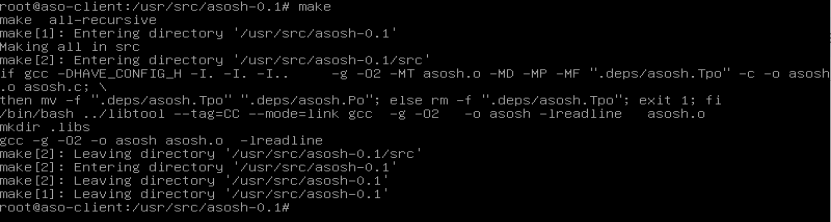 root@aso-client:/usr/src/asosh-0.1# make
make  all-recursive
make[1]: Entering directory '/usr/src/asosh-0.1'
Making all in src
make[2]: Entering directory '/usr/src/asosh-0.1/src'
if gcc -DHAVE_CONFIG_H -I. -I. -I..     -g -O2 -MT asosh.o -MD -MP -MF ".deps/asosh.Tpo" -c -o asosh
.o asosh.c; \
then mv -f ".deps/asosh.Tpo" ".deps/asosh.Po"; else rm -f ".deps/asosh.Tpo"; exit 1; fi
/bin/bash ../libtool --tag=CC --mode=link gcc  -g -O2   -o asosh -lreadline   asosh.o
mkdir .libs
gcc -g -O2 -o asosh asosh.o  -lreadline
make[2]: Leaving directory '/usr/src/asosh-0.1/src'
make[2]: Entering directory '/usr/src/asosh-0.1'
make[2]: Leaving directory '/usr/src/asosh-0.1'
make[1]: Leaving directory '/usr/src/asosh-0.1'
root@aso-client:/usr/src/asosh-0.1#